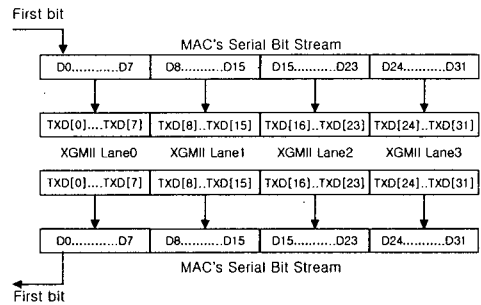 First bit
MAC's Serial Bit Stream
D0............D7 D8..........D15 D15..........D23 D24..........D31
TXD[0]....TXD[7] TXD[8]..TXD[15] TXD[16]..TXD[23] TXD[24]..TXD[31]
XGMII Lane0 XGMII Lane1 XGMII Lane2 XGMII Lane3
TXD[0]....TXD[7] TXD[8]..TXD[15] TXD[16]..TXD[23] TXD[24]..TXD[31]
D0............D7 D8..........D15 D15..........D23 D24..........D31
MAC's Serial Bit Stream
First bit